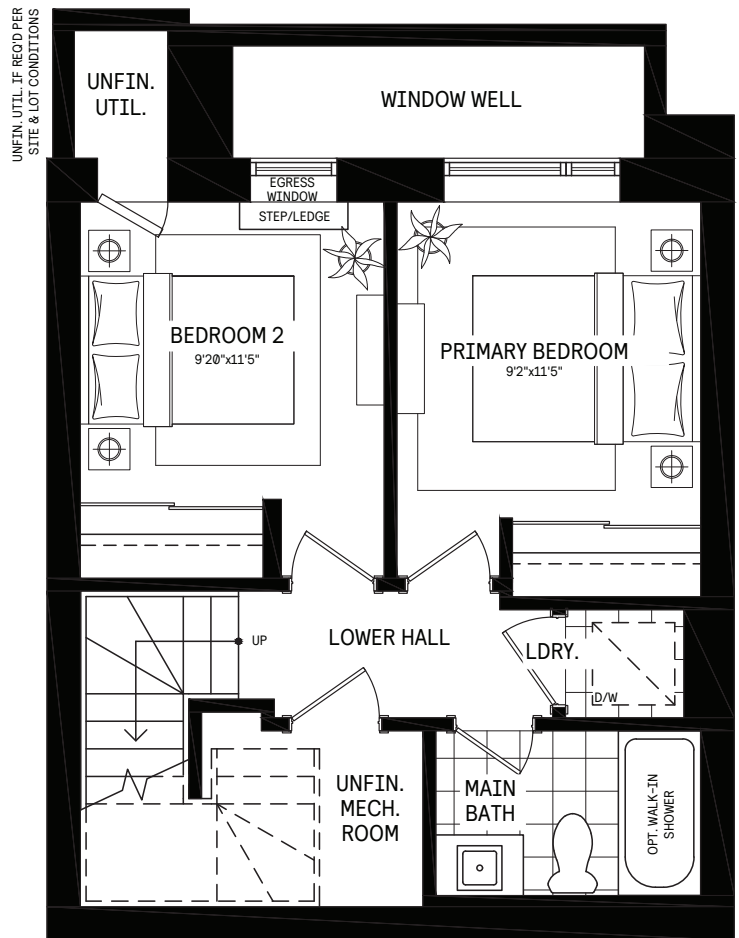 UNFIN. UTIL. IF REQ'D PER
SITE & LOT CONDITIONS
UNFIN.
UTIL.
WINDOW WELL
EGRESS
WINDOW
STEP/LEDGE
BEDROOM 2
9'20"x11'5"
PRIMARY BEDROOM
9'2"x11'5"
UP
LOWER HALL
LDRY.
D/W
UNFIN.
MECH.
ROOM
MAIN
BATH
OPT. WALK-IN
SHOWER